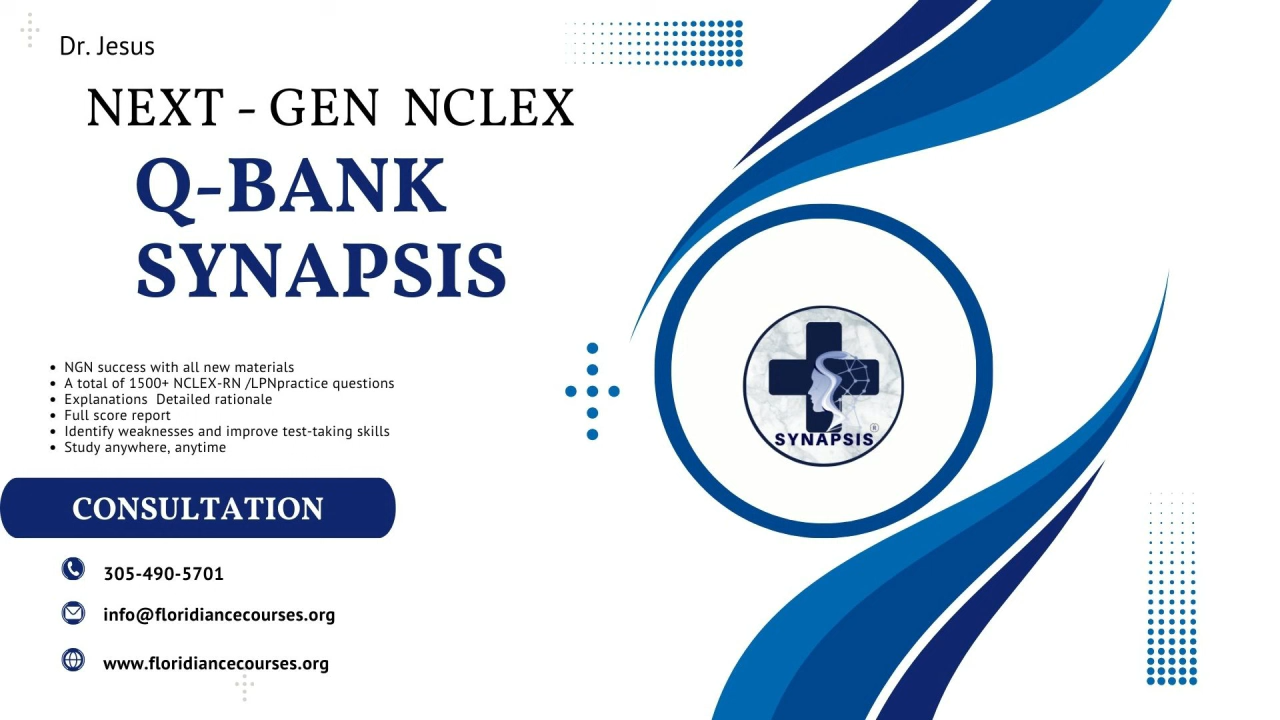 Dr. Jesus
NEXT - GEN NCLEX
Q-BANK
SYNAPSIS
• NGN success with all new materials
• A total of 1500+ NCLEX-RN /LPNpractice questions
• Explanations Detailed rationale
• Full score report
• Identify weaknesses and improve test-taking skills
• Study anywhere, anytime
CONSULTATION
305-490-5701
info@floridiancecourses.org
www.floridiancecourses.org
SYNAPSIS®